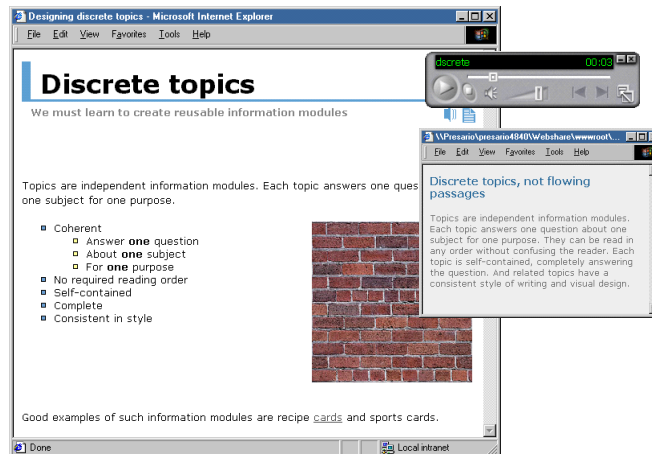 Designing discrete topics - Microsoft Internet Explorer
File Edit View Favorites Tools Help
Discrete topics
We must learn to create reusable information modules
Topics are independent information modules. Each topic answers one ques
one subject for one purpose.
Coherent
Answer one question
About one subject
For one purpose
No required reading order
Self-contained
Complete
Consistent in style
Good examples of such information modules are recipe cards and sports cards.
Done
Local intranet
dscrete 00:03
\\Presario\presario4840\Webshare\wwwroot\...
File Edit View Favorites Tools Help
Discrete topics, not flowing
passages
Topics are independent information modules.
Each topic answers one question about one
subject for one purpose. They can be read in
any order without confusing the reader. Each
topic is self-contained, completely answering
the question. And related topics have a
consistent style of writing and visual design.